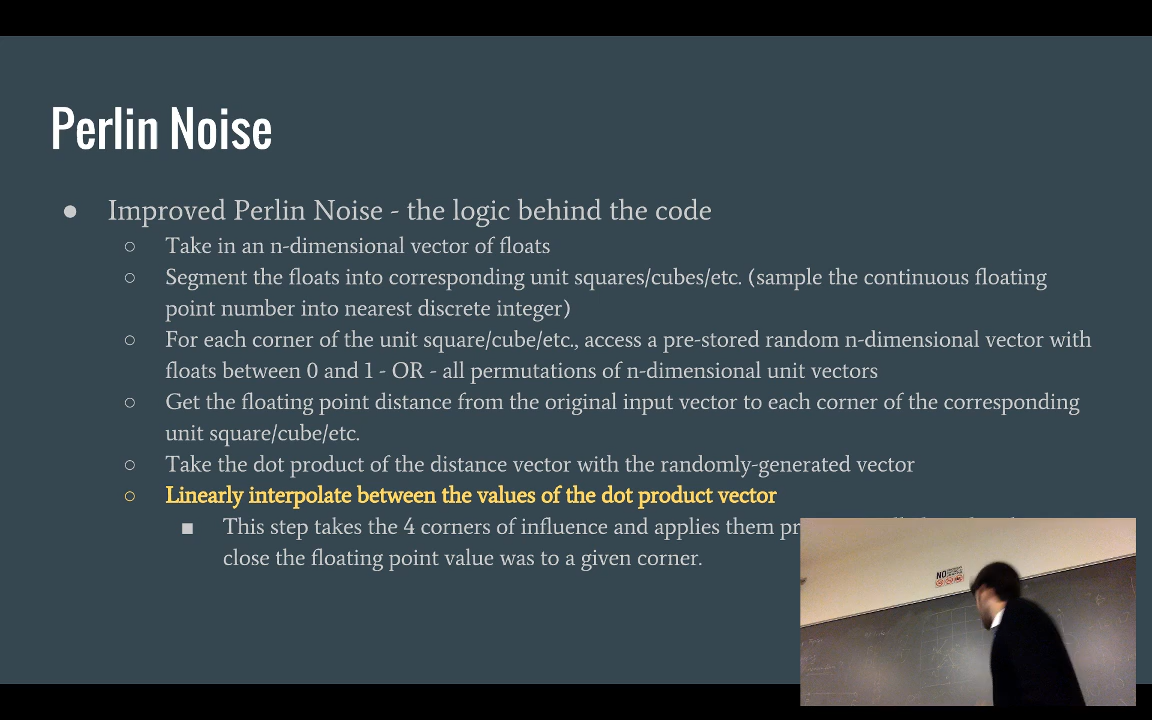 Perlin Noise
● Improved Perlin Noise - the logic behind the code
○ Take in an n-dimensional vector of floats
○ Segment the floats into corresponding unit squares/cubes/etc. (sample the continuous floating
point number into nearest discrete integer)
○ For each corner of the unit square/cube/etc., access a pre-stored random n-dimensional vector with
floats between 0 and 1 - OR - all permutations of n-dimensional unit vectors
○ Get the floating point distance from the original input vector to each corner of the corresponding
unit square/cube/etc.
○ Take the dot product of the distance vector with the randomly-generated vector
○ Linearly interpolate between the values of the dot product vector
■ This step takes the 4 corners of influence and applies them
close the floating point value was to a given corner.
NO